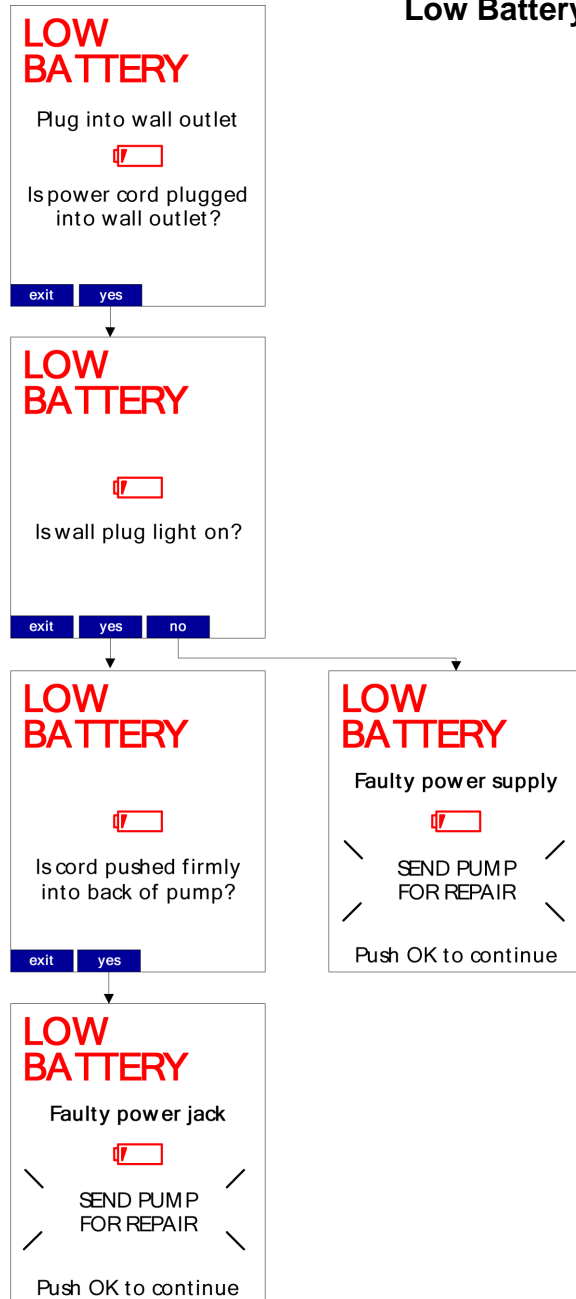 Low Battery
LOW
BATTERY
Plug into wall outlet
Is power cord plugged
into wall outlet?
exit yes
LOW
BATTERY
Is wall plug light on?
exit yes no
LOW
BATTERY
Is cord pushed firmly
into back of pump?
exit yes
LOW
BATTERY
Faulty power supply
SEND PUMP
FOR REPAIR
Push OK to continue
LOW
BATTERY
Faulty power jack
SEND PUMP
FOR REPAIR
Push OK to continue